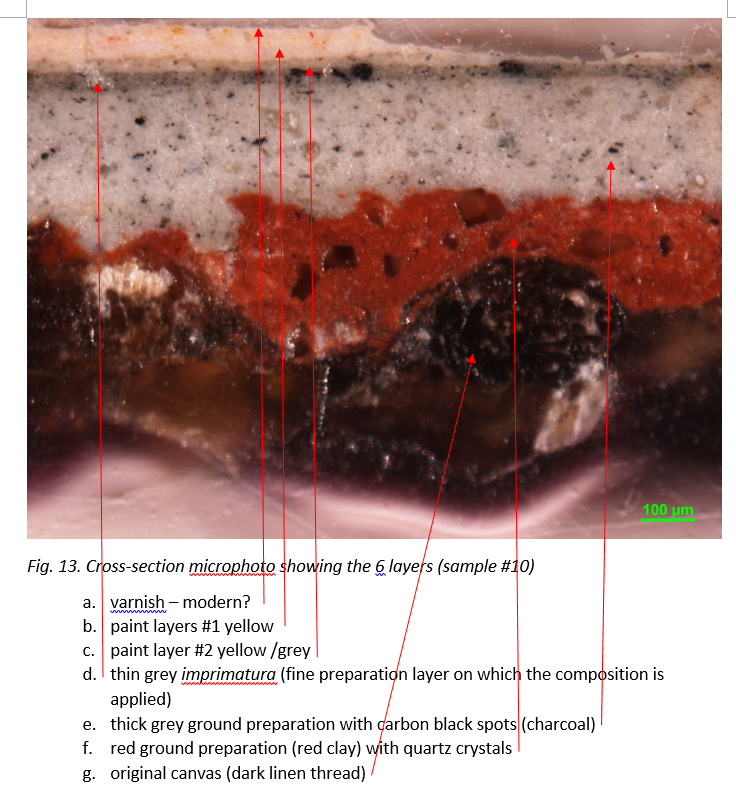 100 µm
Fig. 13. Cross-section microphoto showing the 6 layers (sample #10)
a. varnish – modern?
b. paint layers #1 yellow
c. paint layer #2 yellow /grey
d. thin grey imprimatura (fine preparation layer on which the composition is
applied)
e. thick grey ground preparation with carbon black spots (charcoal)
f. red ground preparation (red clay) with quartz crystals
g. original canvas (dark linen thread)